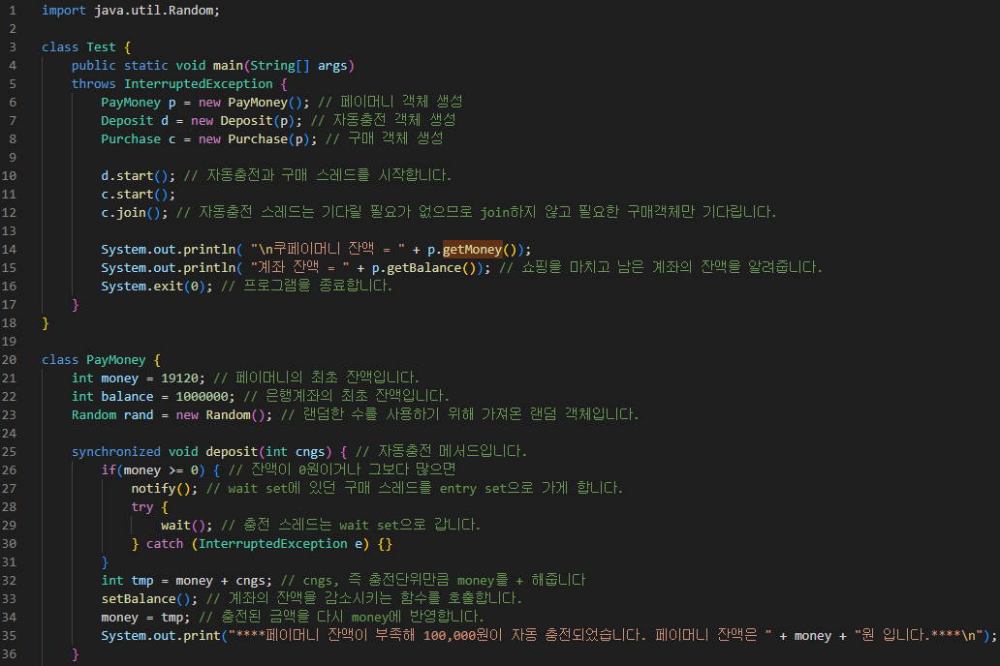 1 import java.util.Random;
2
3 class Test {
4     public static void main(String[] args)
5     throws InterruptedException {
6         PayMoney p = new PayMoney(); // 페이머니 객체 생성
7         Deposit d = new Deposit(p); // 자동충전 객체 생성
8         Purchase c = new Purchase(p); // 구매 객체 생성
9
10         d.start(); // 자동충전과 구매 스레드를 시작합니다.
11         c.start();
12         c.join(); // 자동충전 스레드는 기다릴 필요가 없으므로 join하지 않고 필요한 구매객체만 기다립니다.
13
14         System.out.println( "\n쿠페이머니 잔액 = " + p.getMoney());
15         System.out.println( "계좌 잔액 = " + p.getBalance()); // 쇼핑을 마치고 남은 계좌의 잔액을 알려줍니다.
16         System.exit(0); // 프로그램을 종료합니다.
17     }
18 }
19
20 class PayMoney {
21     int money = 19120; // 페이머니의 최초 잔액입니다.
22     int balance = 1000000; // 은행계좌의 최초 잔액입니다.
23     Random rand = new Random(); // 랜덤한 수를 사용하기 위해 가져온 랜덤 객체입니다.
24
25     synchronized void deposit(int cngs) { // 자동충전 메서드입니다.
26         if(money >= 0) { // 잔액이 0원이거나 그보다 많으면
27             notify(); // wait set에 있던 구매 스레드를 entry set으로 가게 합니다.
28             try {
29                 wait(); // 충전 스레드는 wait set으로 갑니다.
30             } catch (InterruptedException e) {}
31         }
32         int tmp = money + cngs; // cngs, 즉 충전단위만큼 money를 + 해줍니다
33         setBalance(); // 계좌의 잔액을 감소시키는 함수를 호출합니다.
34         money = tmp; // 충전된 금액을 다시 money에 반영합니다.
35         System.out.print("****페이머니 잔액이 부족해 100,000원이 자동 충전되었습니다. 페이머니 잔액은 " + money + "원 입니다.****\n");
36     }